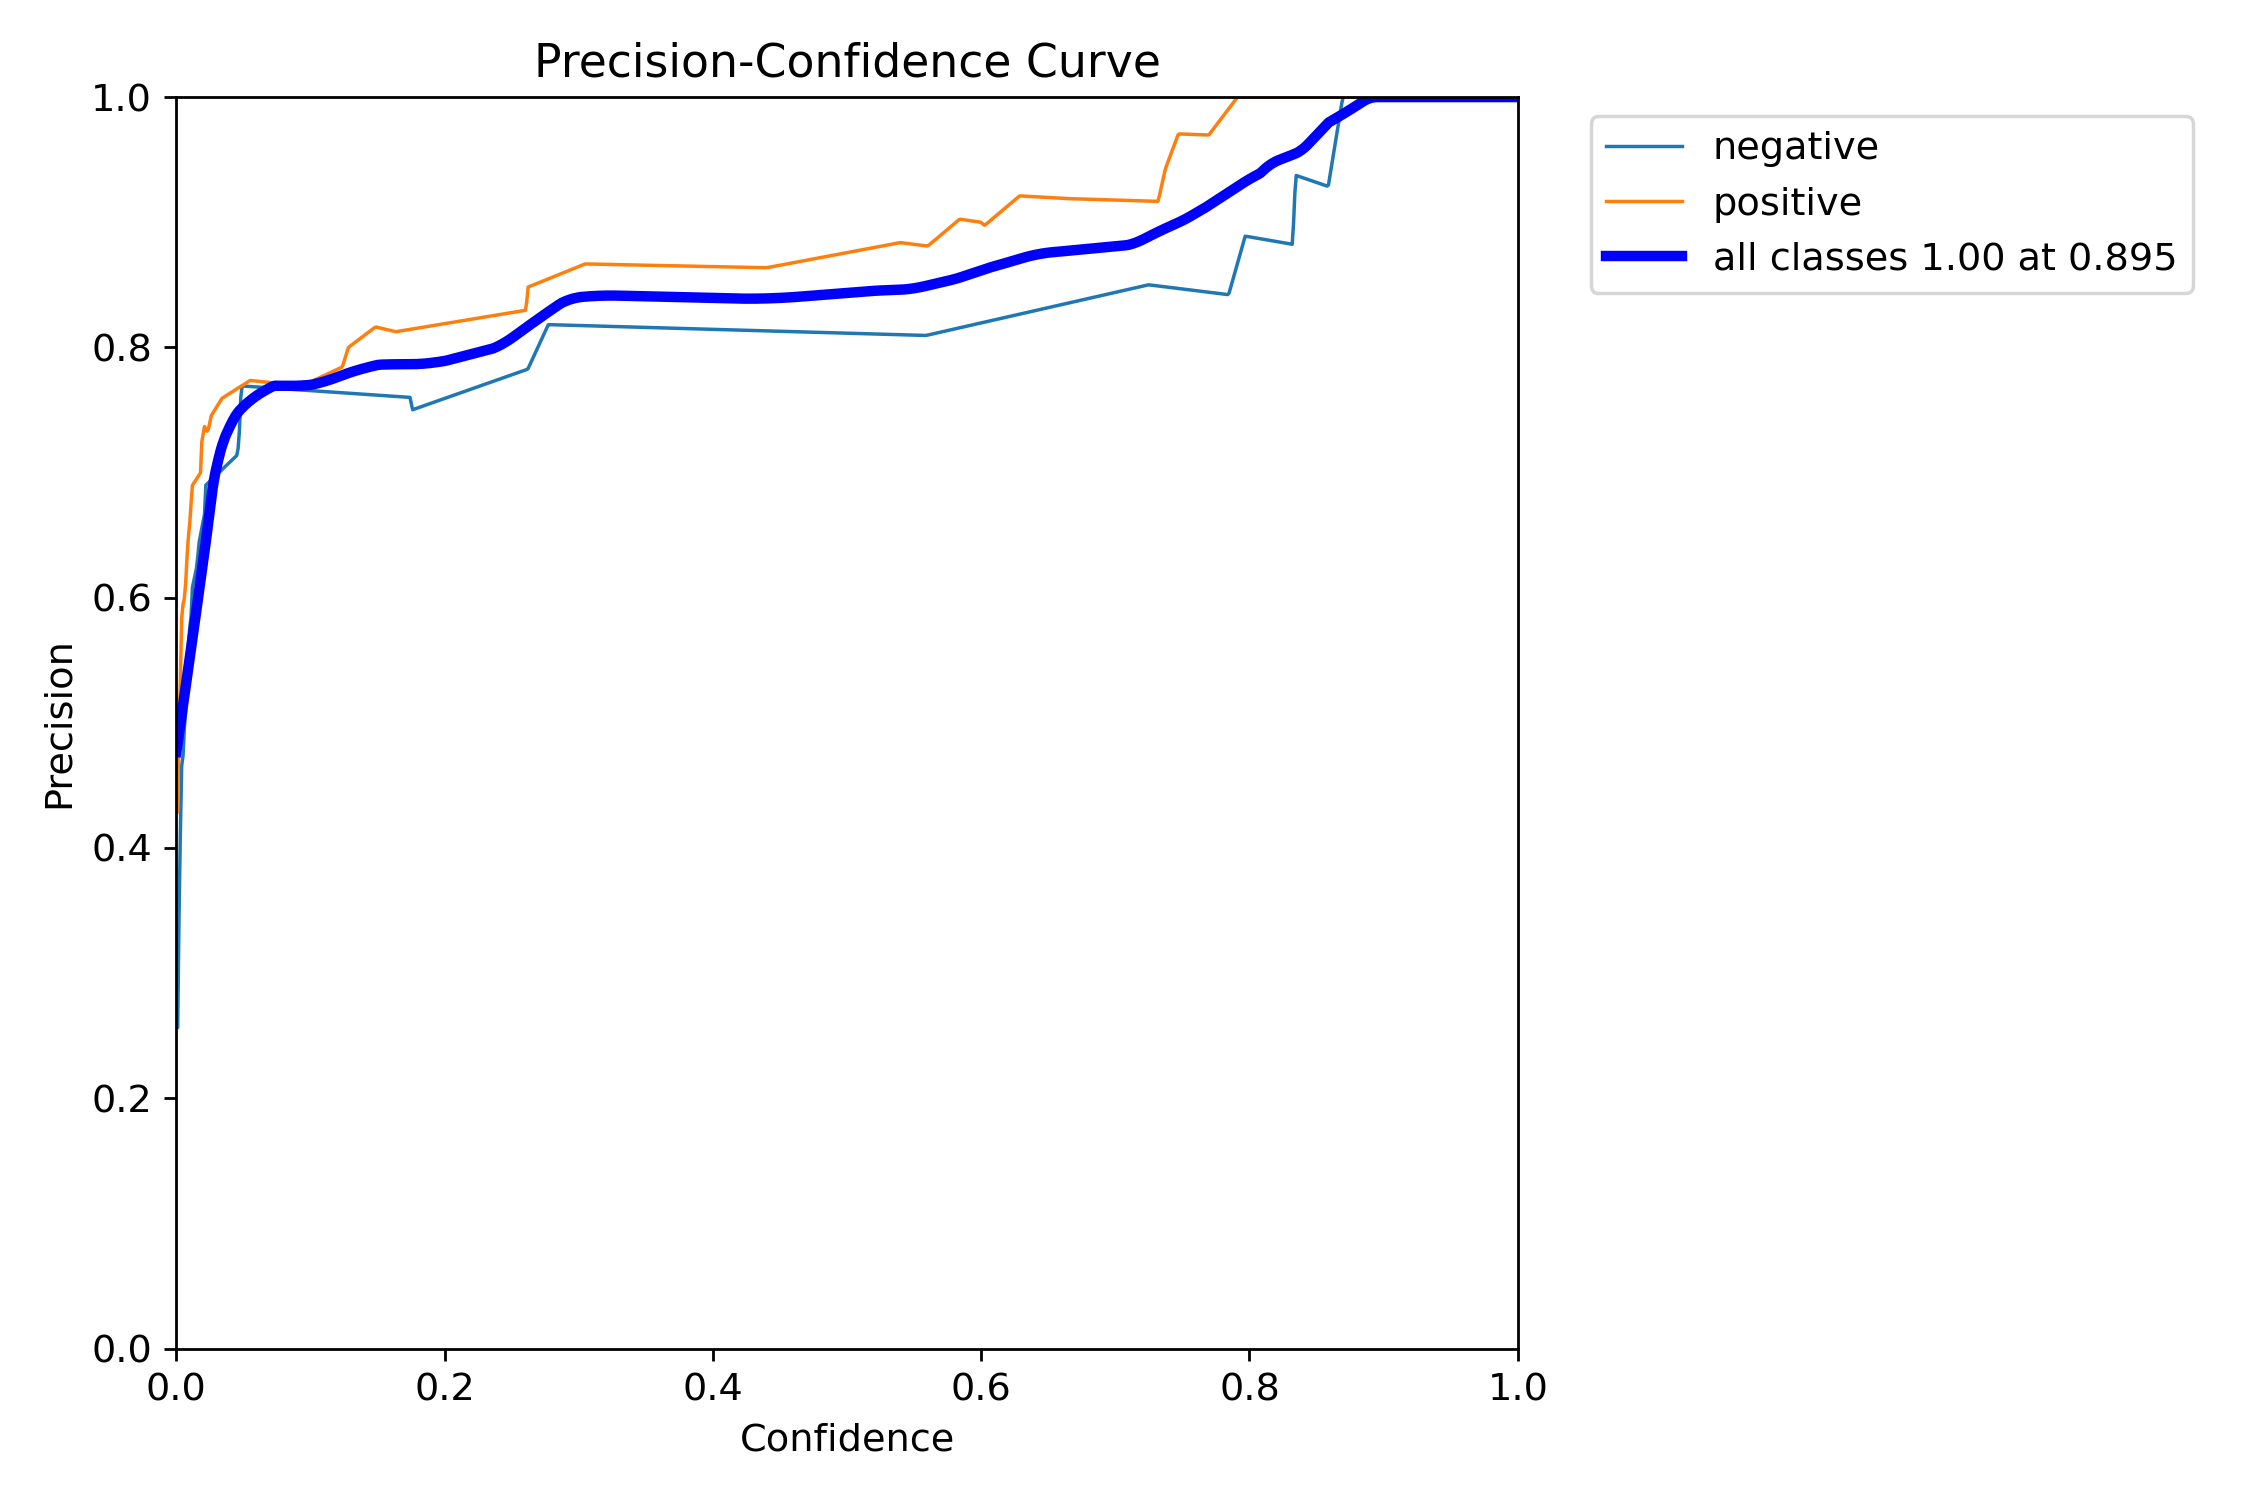 Precision-Confidence Curve
1.0
0.8
0.6
0.4
0.2
0.0
Precision
0.0 0.2 0.4 0.6 0.8 1.0
Confidence
negative
positive
all classes 1.00 at 0.895